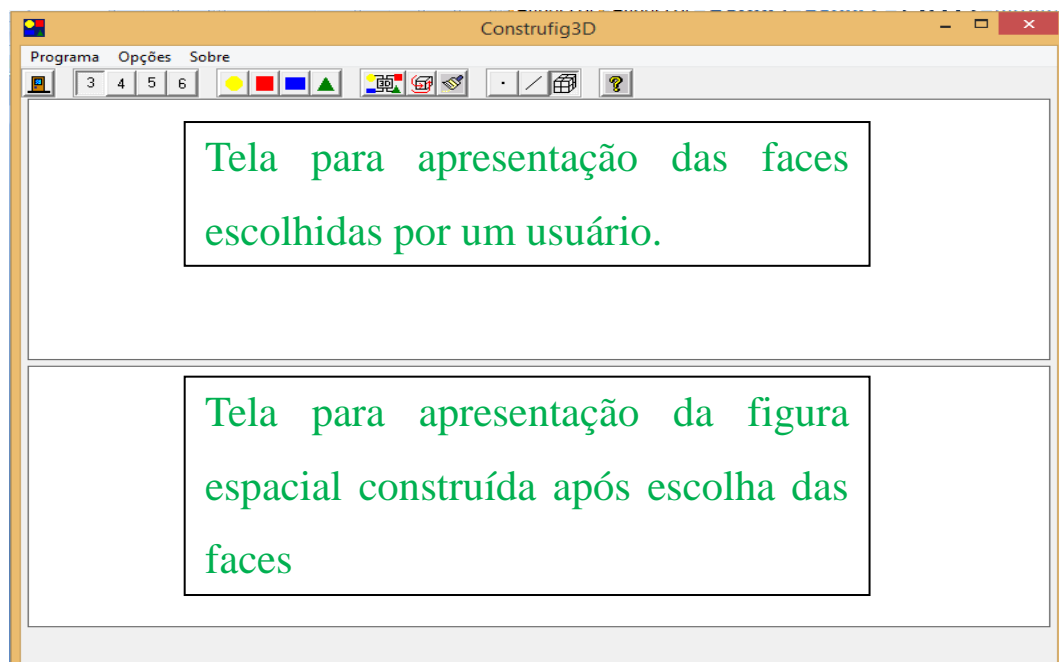 Construfig3D
Programa Opções Sobre
3 4 5 6 ?
Tela para apresentação das faces
escolhidas por um usuário.
Tela para apresentação da figura
espacial construída após escolha das
faces